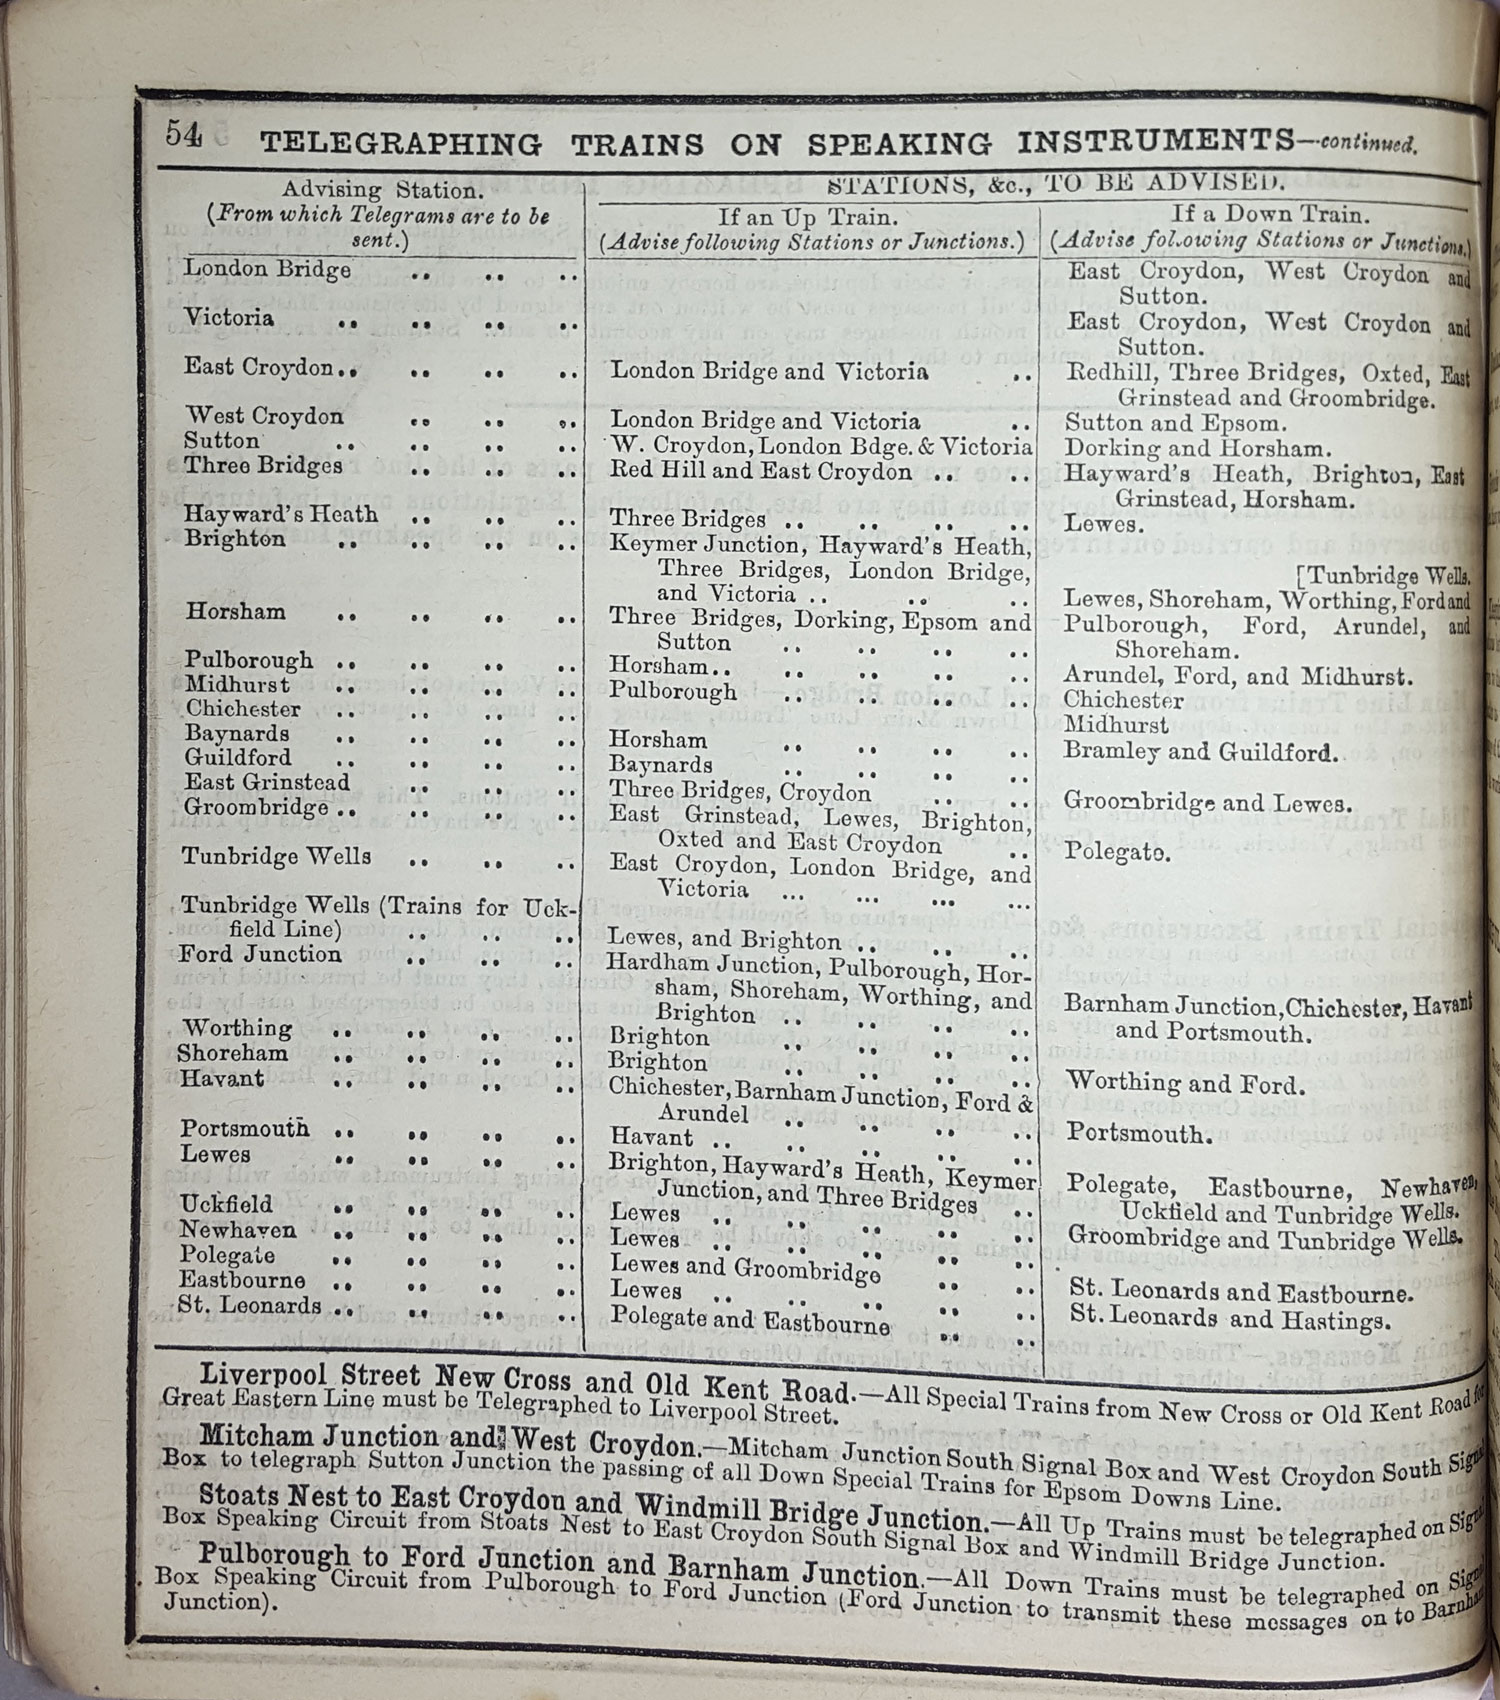 54 TELEGRAPHING TRAINS ON SPEAKING INSTRUMENTS—continued.
Advising Station.
(From which Telegrams are to be
sent.)
STATIONS, &c., TO BE ADVISED.
If an Up Train.
(Advise following Stations or Junctions.)
If a Down Train.
(Advise following Stations or Junctions.)
London Bridge .. .. .. East Croydon, West Croydon and
Sutton.
Victoria .. .. .. .. East Croydon, West Croydon and
Sutton.
East Croydon.. .. .. .. London Bridge and Victoria .. Redhill, Three Bridges, Oxted, East
Grinstead and Groombridge.
West Croydon .. .. .. London Bridge and Victoria .. Sutton and Epsom.
Sutton .. .. .. .. W. Croydon, London Bdge. & Victoria Dorking and Horsham.
Three Bridges .. .. .. Red Hill and East Croydon .. .. Hayward's Heath, Brighton, East
Grinstead, Horsham.
Hayward's Heath .. .. .. Three Bridges .. .. .. .. Lewes.
Brighton .. .. .. .. Keymer Junction, Hayward's Heath,
Three Bridges, London Bridge, [Tunbridge Wells.
and Victoria .. .. .. Lewes, Shoreham, Worthing, Ford and
Horsham .. .. .. .. Three Bridges, Dorking, Epsom and Pulborough, Ford, Arundel, and
Sutton .. .. .. .. Shoreham.
Pulborough .. .. .. .. Horsham.. .. .. .. .. Arundel, Ford, and Midhurst.
Midhurst .. .. .. .. Pulborough .. .. .. .. Chichester
Chichester .. .. .. .. Midhurst
Baynards .. .. .. .. Horsham .. .. .. .. Bramley and Guildford.
Guildford .. .. .. .. Baynards .. .. .. ..
East Grinstead .. .. .. Three Bridges, Croydon .. .. Groombridge and Lewes.
Groombridge .. .. .. .. East Grinstead, Lewes, Brighton,
Oxted and East Croydon .. Polegate.
Tunbridge Wells .. .. .. East Croydon, London Bridge, and
Victoria ... ... ... ...
Tunbridge Wells (Trains for Uck-
field Line) .. .. .. Lewes, and Brighton .. .. .. ..
Ford Junction .. .. .. Hardham Junction, Pulborough, Hor-
sham, Shoreham, Worthing, and Barnham Junction, Chichester, Havant
Brighton .. .. .. .. and Portsmouth.
Worthing .. .. .. .. Brighton .. .. .. ..
Shoreham .. .. .. .. Brighton .. .. .. .. Worthing and Ford.
Havant .. .. .. .. Chichester, Barnham Junction, Ford &
Arundel .. .. .. .. Portsmouth.
Portsmouth .. .. .. .. Havant .. .. .. .. ..
Lewes .. .. .. .. Brighton, Hayward's Heath, Keymer Polegate, Eastbourne, Newhaven,
Junction, and Three Bridges .. Uckfield and Tunbridge Wells.
Uckfield .. .. .. .. Lewes .. .. .. .. .. Groombridge and Tunbridge Wells.
Newhaven .. .. .. .. Lewes .. .. .. .. ..
Polegate .. .. .. .. Lewes and Groombridge .. .. St. Leonards and Eastbourne.
Eastbourne .. .. .. .. Lewes .. .. .. .. .. St. Leonards and Hastings.
St. Leonards .. .. .. .. Polegate and Eastbourne .. ..
Liverpool Street New Cross and Old Kent Road.—All Special Trains from New Cross or Old Kent Road for
Great Eastern Line must be Telegraphed to Liverpool Street.
Mitcham Junction and West Croydon.—Mitcham Junction South Signal Box and West Croydon South Signal
Box to telegraph Sutton Junction the passing of all Down Special Trains for Epsom Downs Line.
Stoats Nest to East Croydon and Windmill Bridge Junction.—All Up Trains must be telegraphed on Signal
Box Speaking Circuit from Stoats Nest to East Croydon South Signal Box and Windmill Bridge Junction.
Pulborough to Ford Junction and Barnham Junction.—All Down Trains must be telegraphed on Signal
Box Speaking Circuit from Pulborough to Ford Junction (Ford Junction to transmit these messages on to Barnham
Junction).